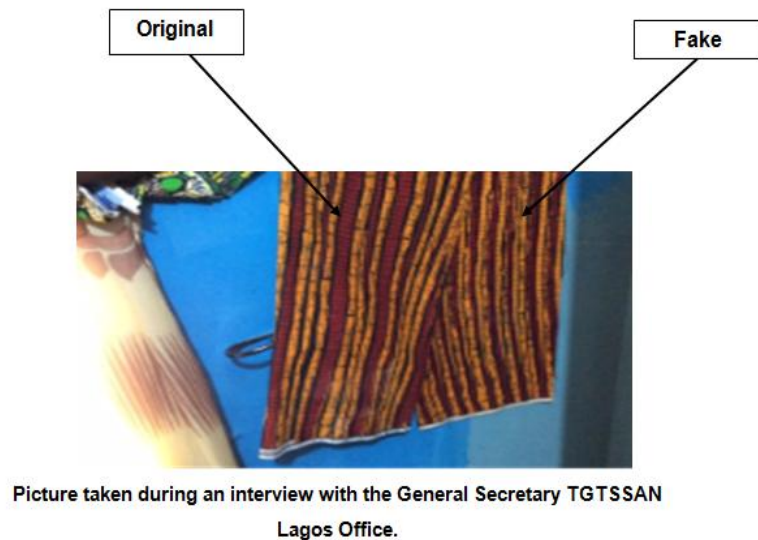 Original
Fake
Picture taken during an interview with the General Secretary TGTSSAN
Lagos Office.